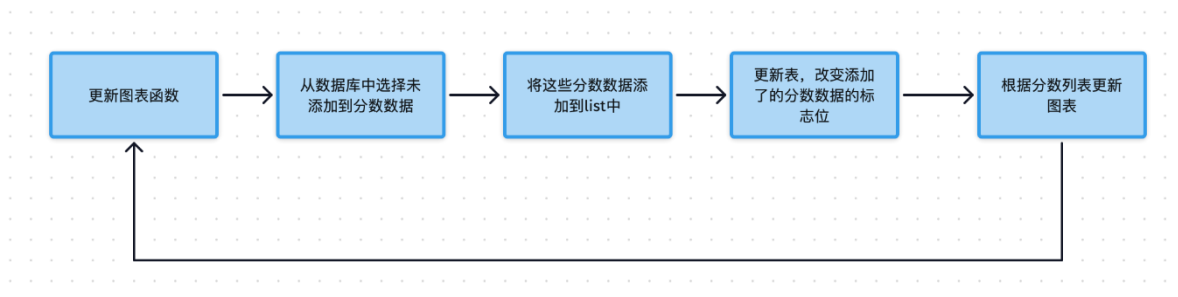 更新图表函数
从数据库中选择未
添加到分数数据
将这些分数数据添
加到list中
更新表，改变添加
了的分数数据的标
志位
根据分数列表更新
图表